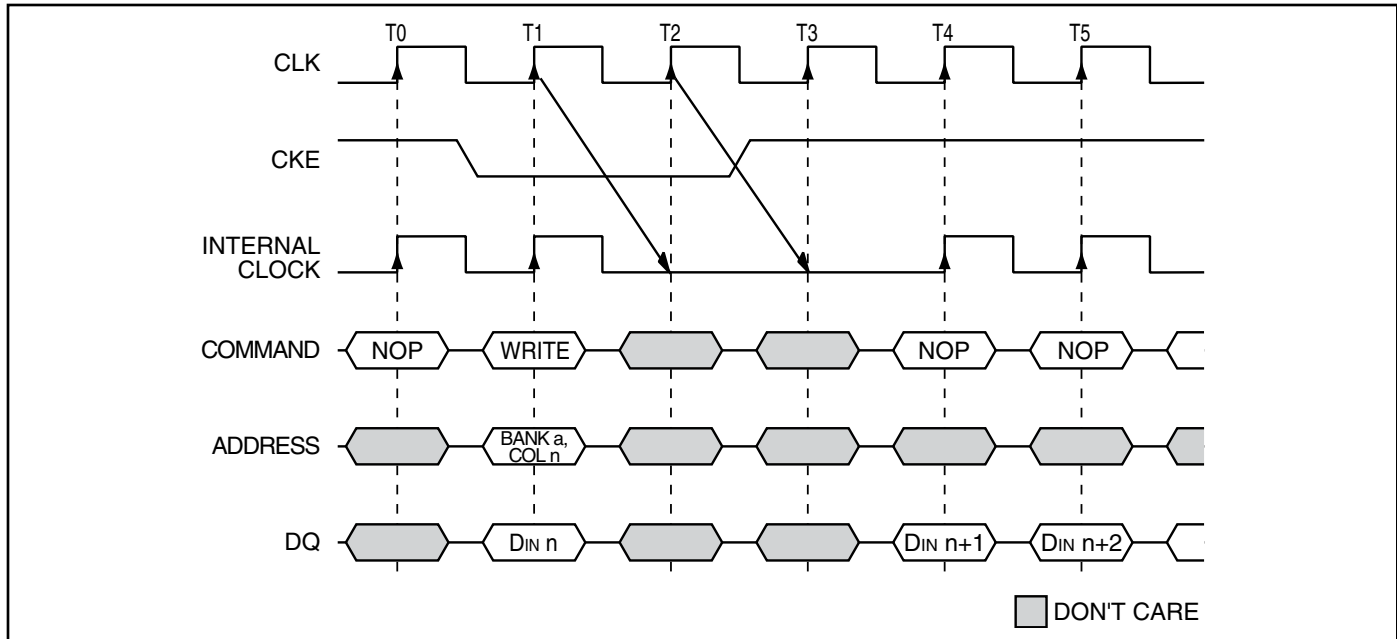 T0 T1 T2 T3 T4 T5
CLK
CKE
INTERNAL
CLOCK
COMMAND NOP WRITE NOP NOP
ADDRESS BANK a,
COL n
DQ DIN n DIN n+1 DIN n+2
DON'T CARE